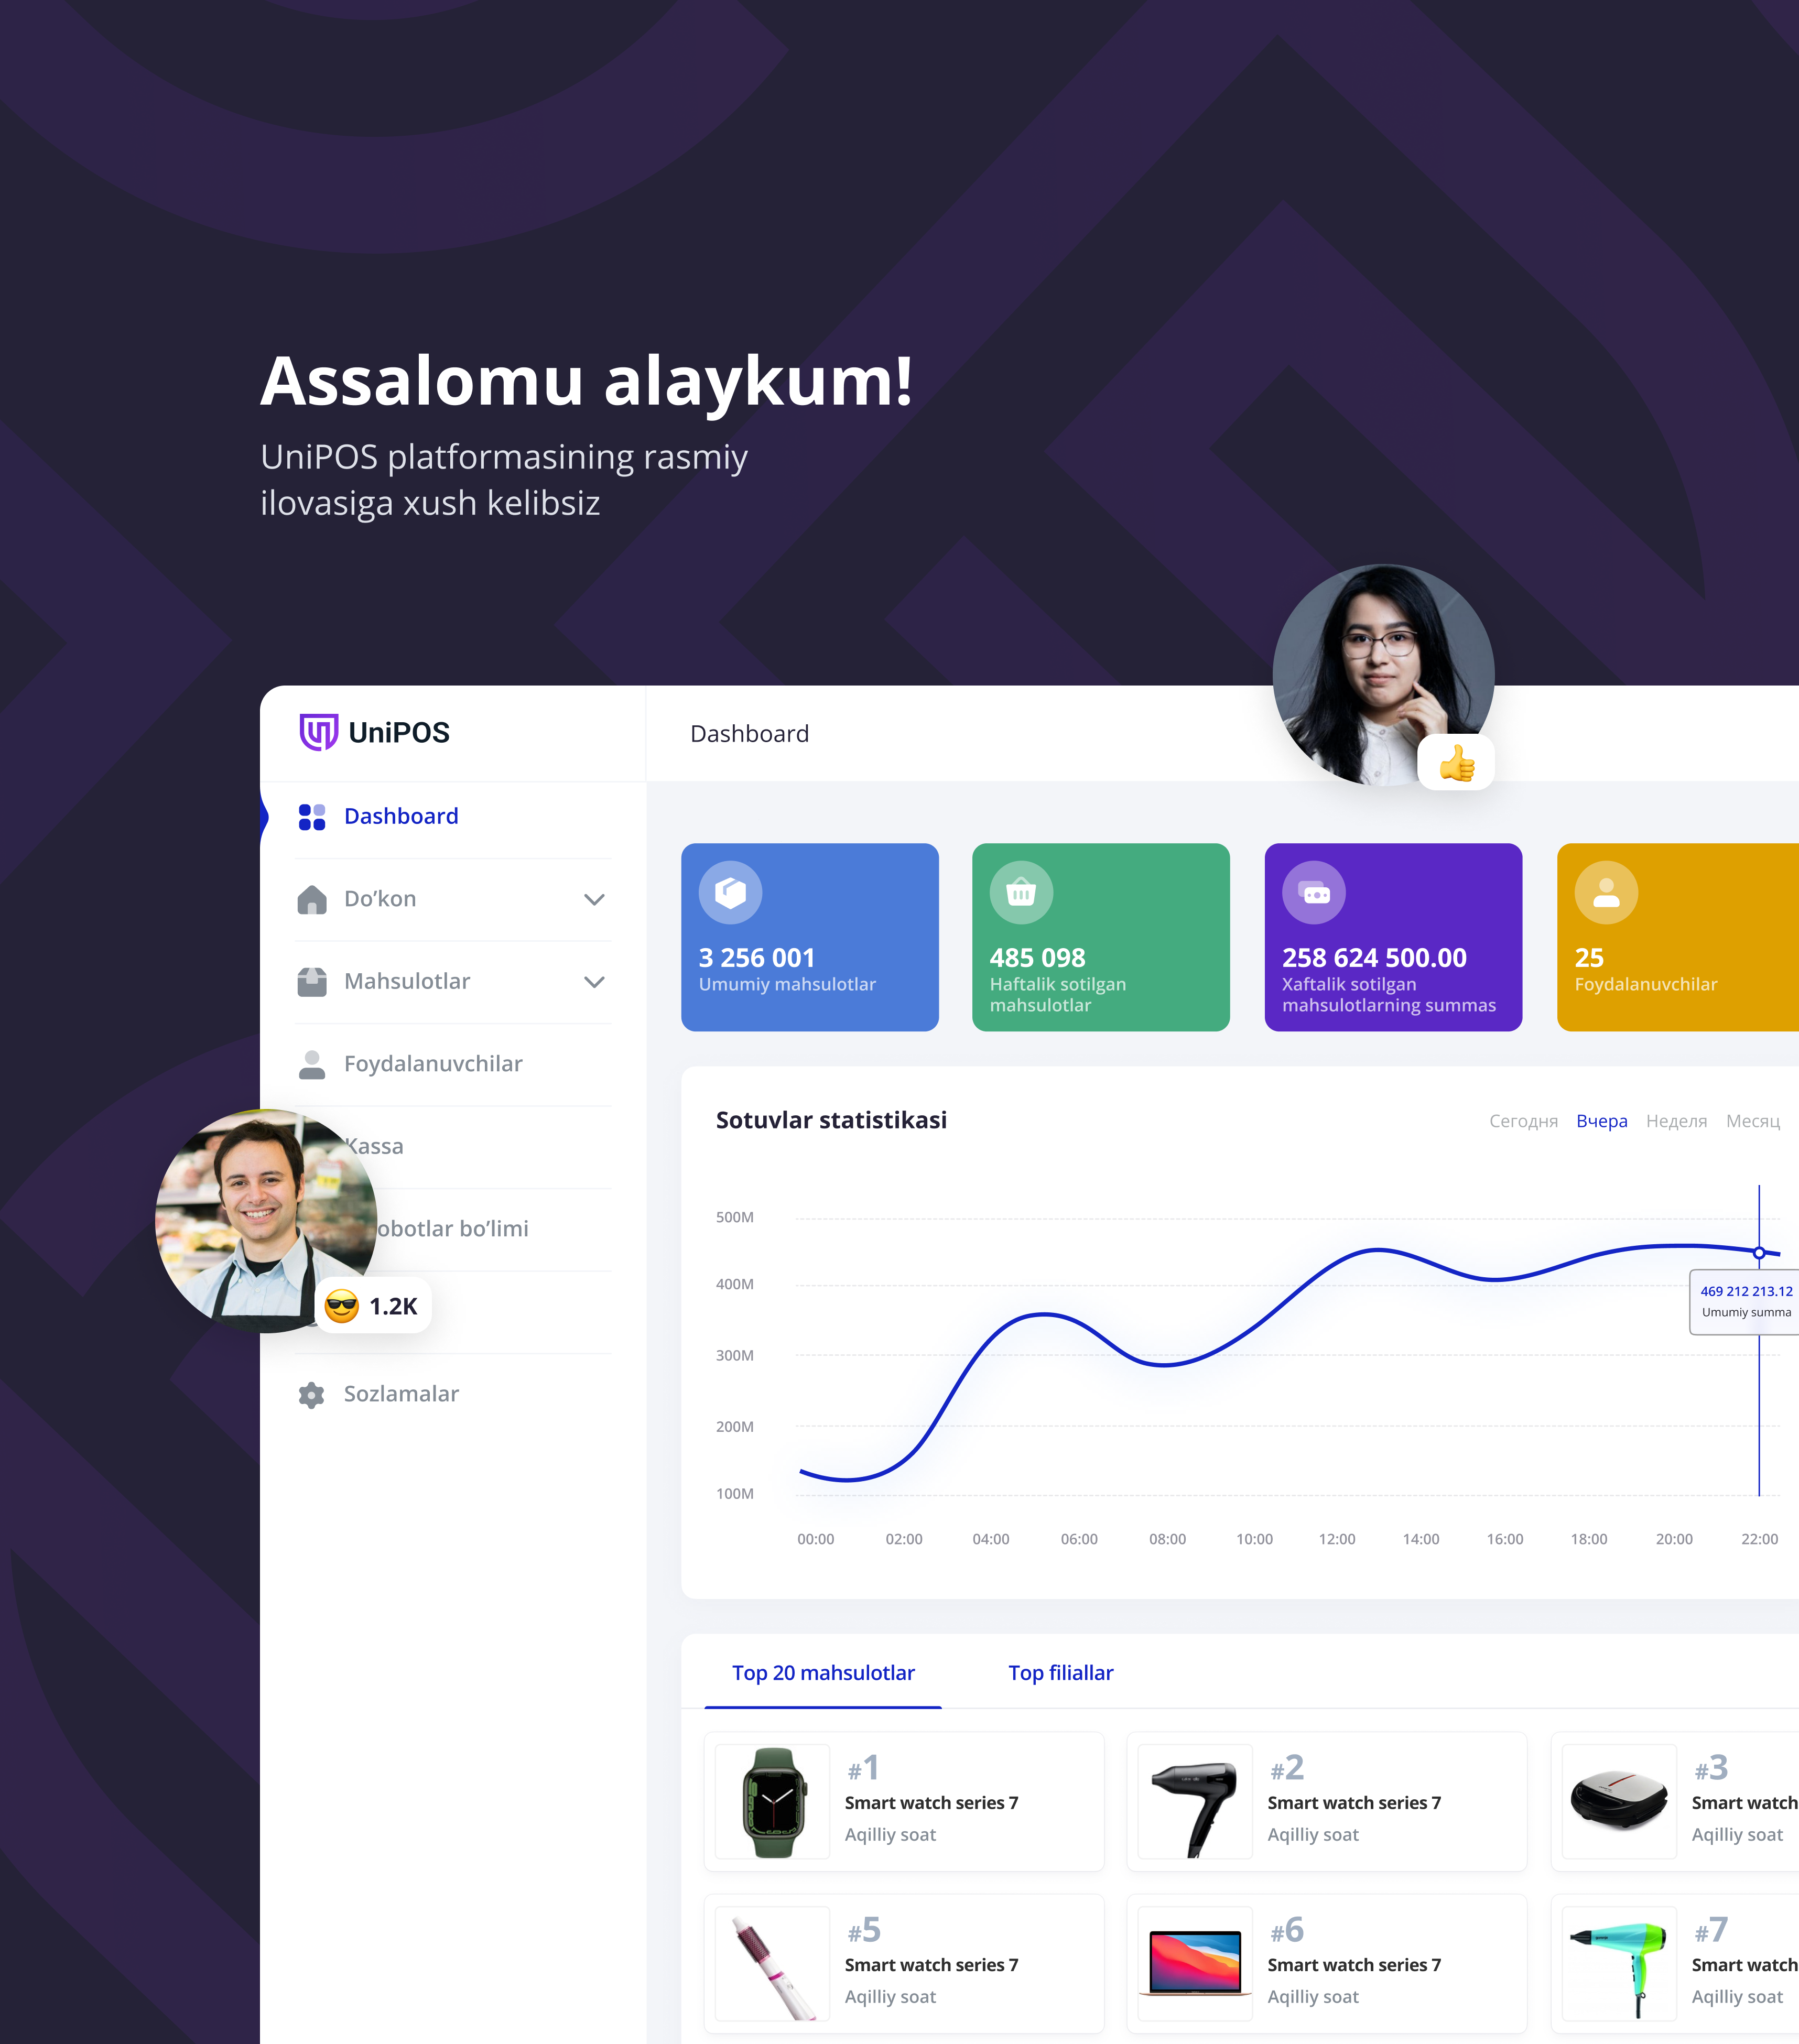 Assalomu alaykum!
UniPOS platformasining rasmiy
ilovasiga xush kelibsiz
UniPOS
Dashboard
Dashboard
Do’kon
Mahsulotlar
Foydalanuvchilar
Kassa
obotlar bo’limi
1.2K
Sozlamalar
3 256 001
Umumiy mahsulotlar
485 098
Haftalik sotilgan
mahsulotlar
258 624 500.00
Xaftalik sotilgan
mahsulotlarning summas
25
Foydalanuvchilar
Sotuvlar statistikasi
Сегодня Вчера Неделя Месяц
500M
400M
300M
200M
100M
469 212 213.12
Umumiy summa
00:00 02:00 04:00 06:00 08:00 10:00 12:00 14:00 16:00 18:00 20:00 22:00
Top 20 mahsulotlar Top filiallar
#1
Smart watch series 7
Aqilliy soat
#2
Smart watch series 7
Aqilliy soat
#3
Smart watch
Aqilliy soat
#5
Smart watch series 7
Aqilliy soat
#6
Smart watch series 7
Aqilliy soat
#7
Smart watch
Aqilliy soat